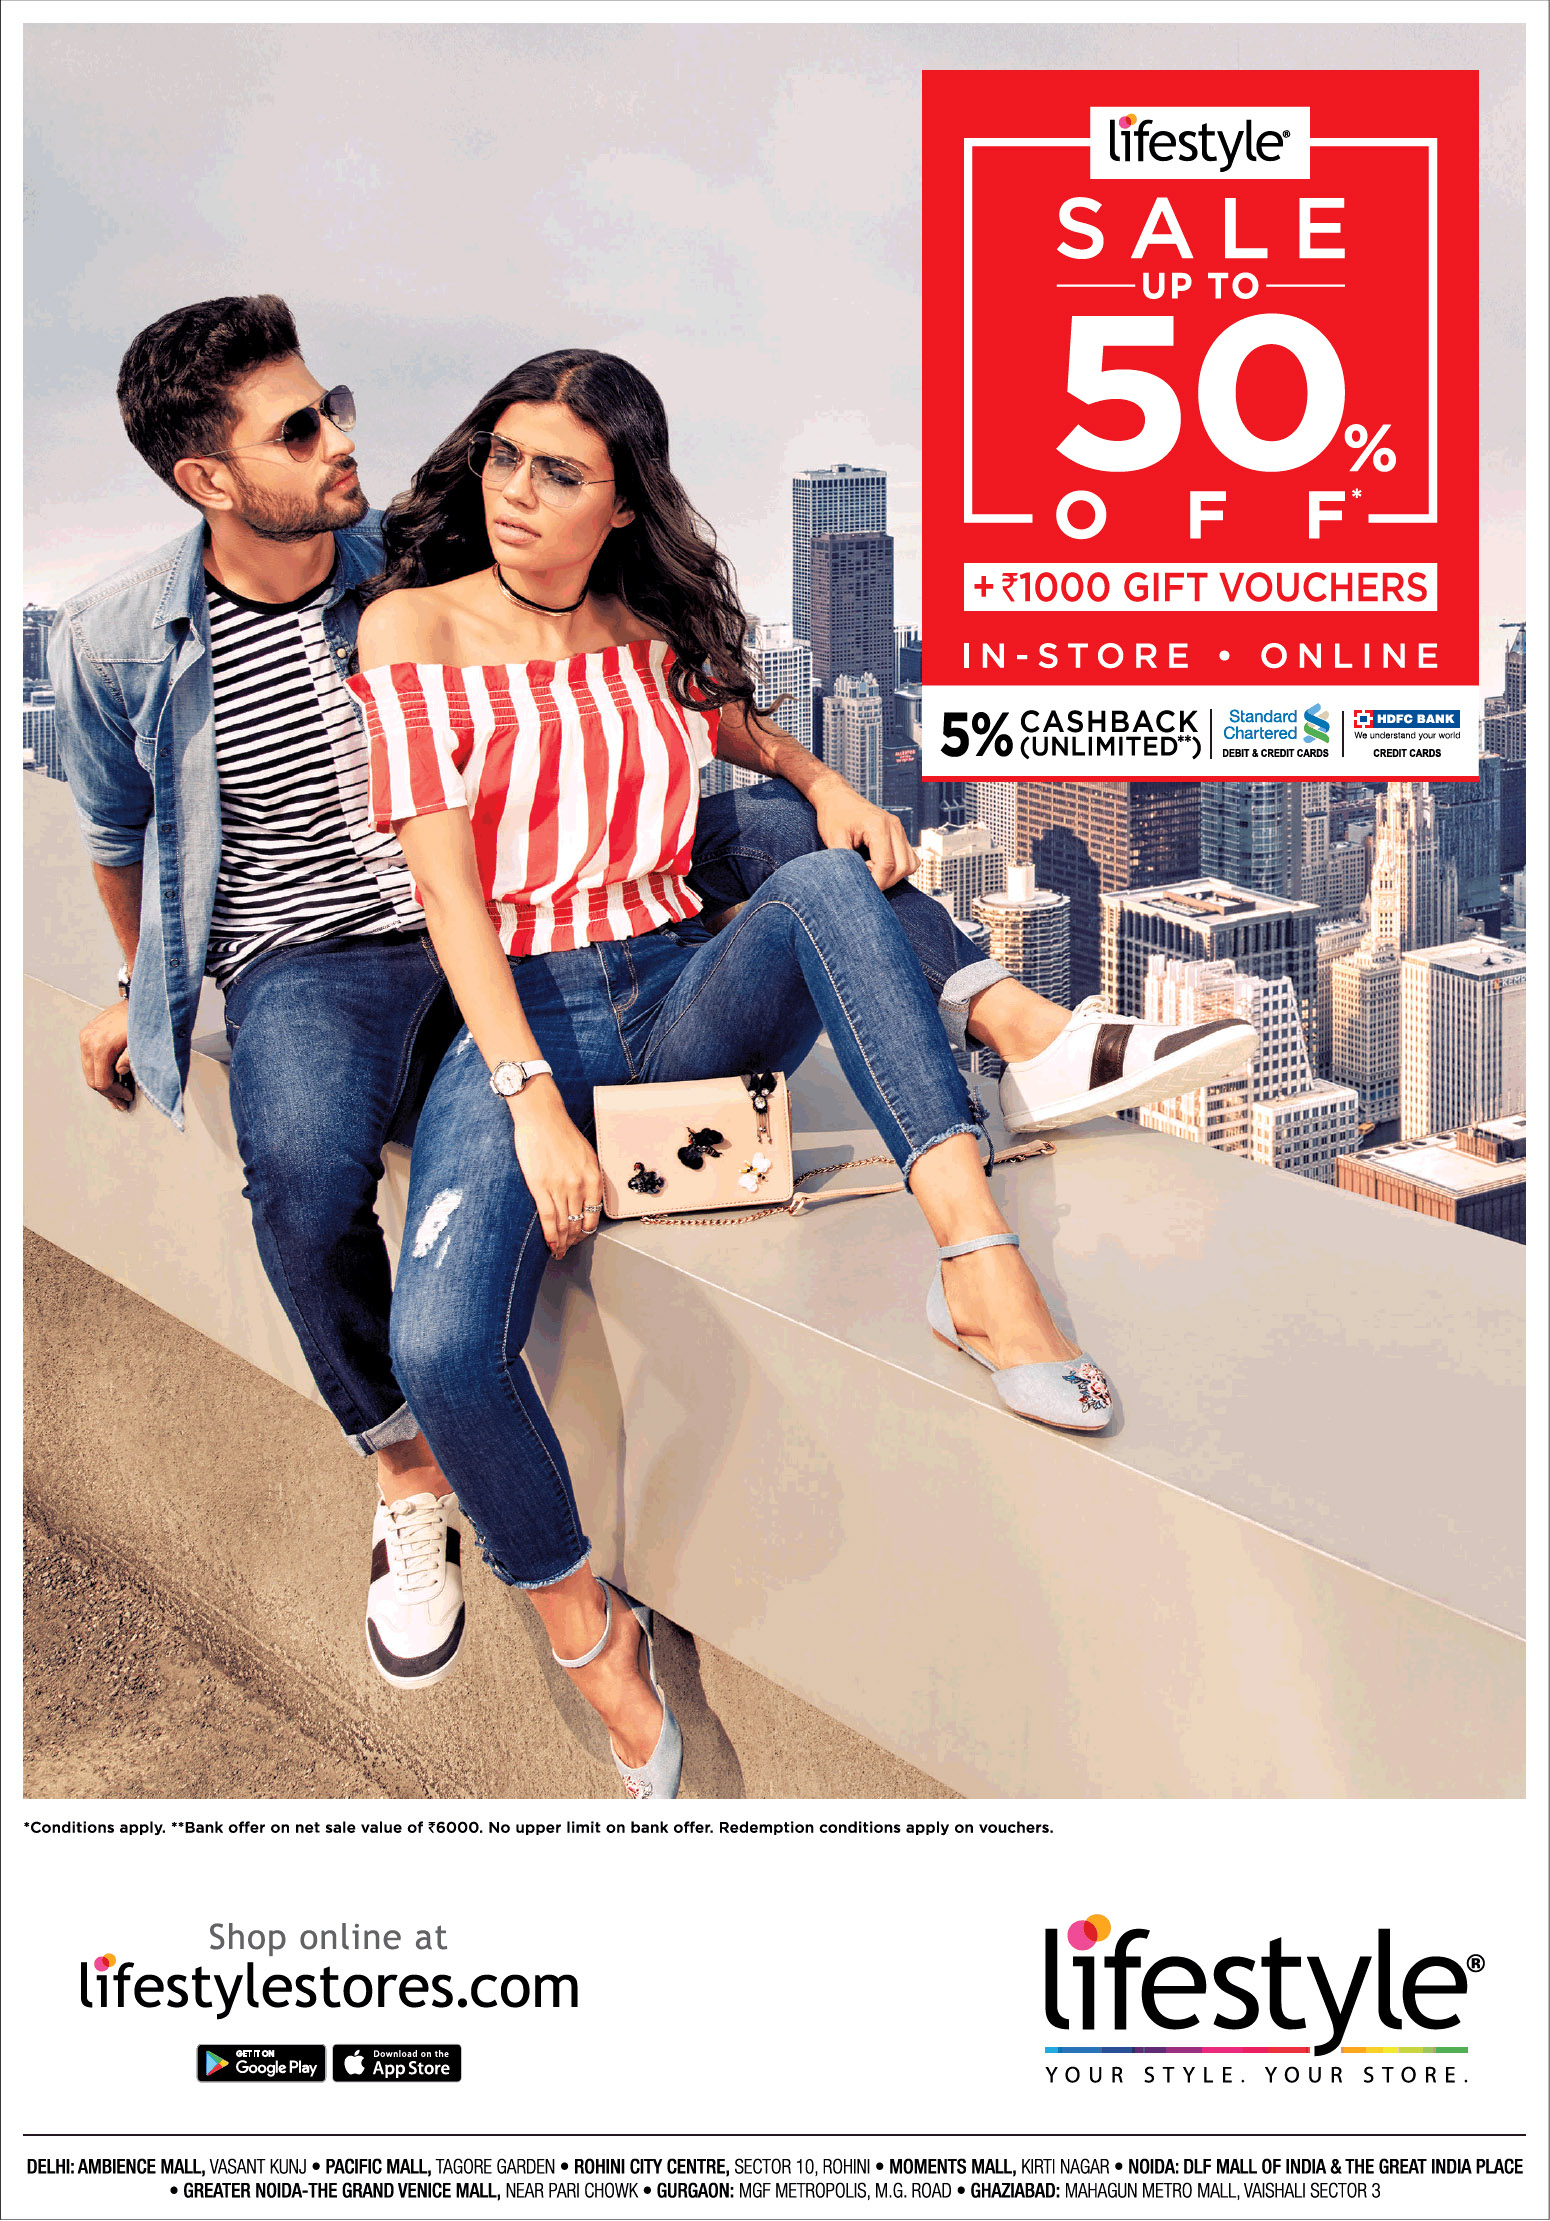 lifestyle®
SALE
UP TO
50%
OFF*
+ ₹1000 GIFT VOUCHERS
IN-STORE • ONLINE
5% CASHBACK
(UNLIMITED**)
Standard
Chartered
DEBIT & CREDIT CARDS
HDFC BANK
We understand your world
CREDIT CARDS
*Conditions apply. **Bank offer on net sale value of ₹6000. No upper limit on bank offer. Redemption conditions apply on vouchers.
Shop online at
lifestylestores.com
GET IT ON
Google Play
Download on the
App Store
lifestyle®
YOUR STYLE. YOUR STORE.
DELHI: AMBIENCE MALL, VASANT KUNJ • PACIFIC MALL, TAGORE GARDEN • ROHINI CITY CENTRE, SECTOR 10, ROHINI • MOMENTS MALL, KIRTI NAGAR • NOIDA: DLF MALL OF INDIA & THE GREAT INDIA PLACE
• GREATER NOIDA-THE GRAND VENICE MALL, NEAR PARI CHOWK • GURGAON: MGF METROPOLIS, M.G. ROAD • GHAZIABAD: MAHAGUN METRO MALL, VAISHALI SECTOR 3